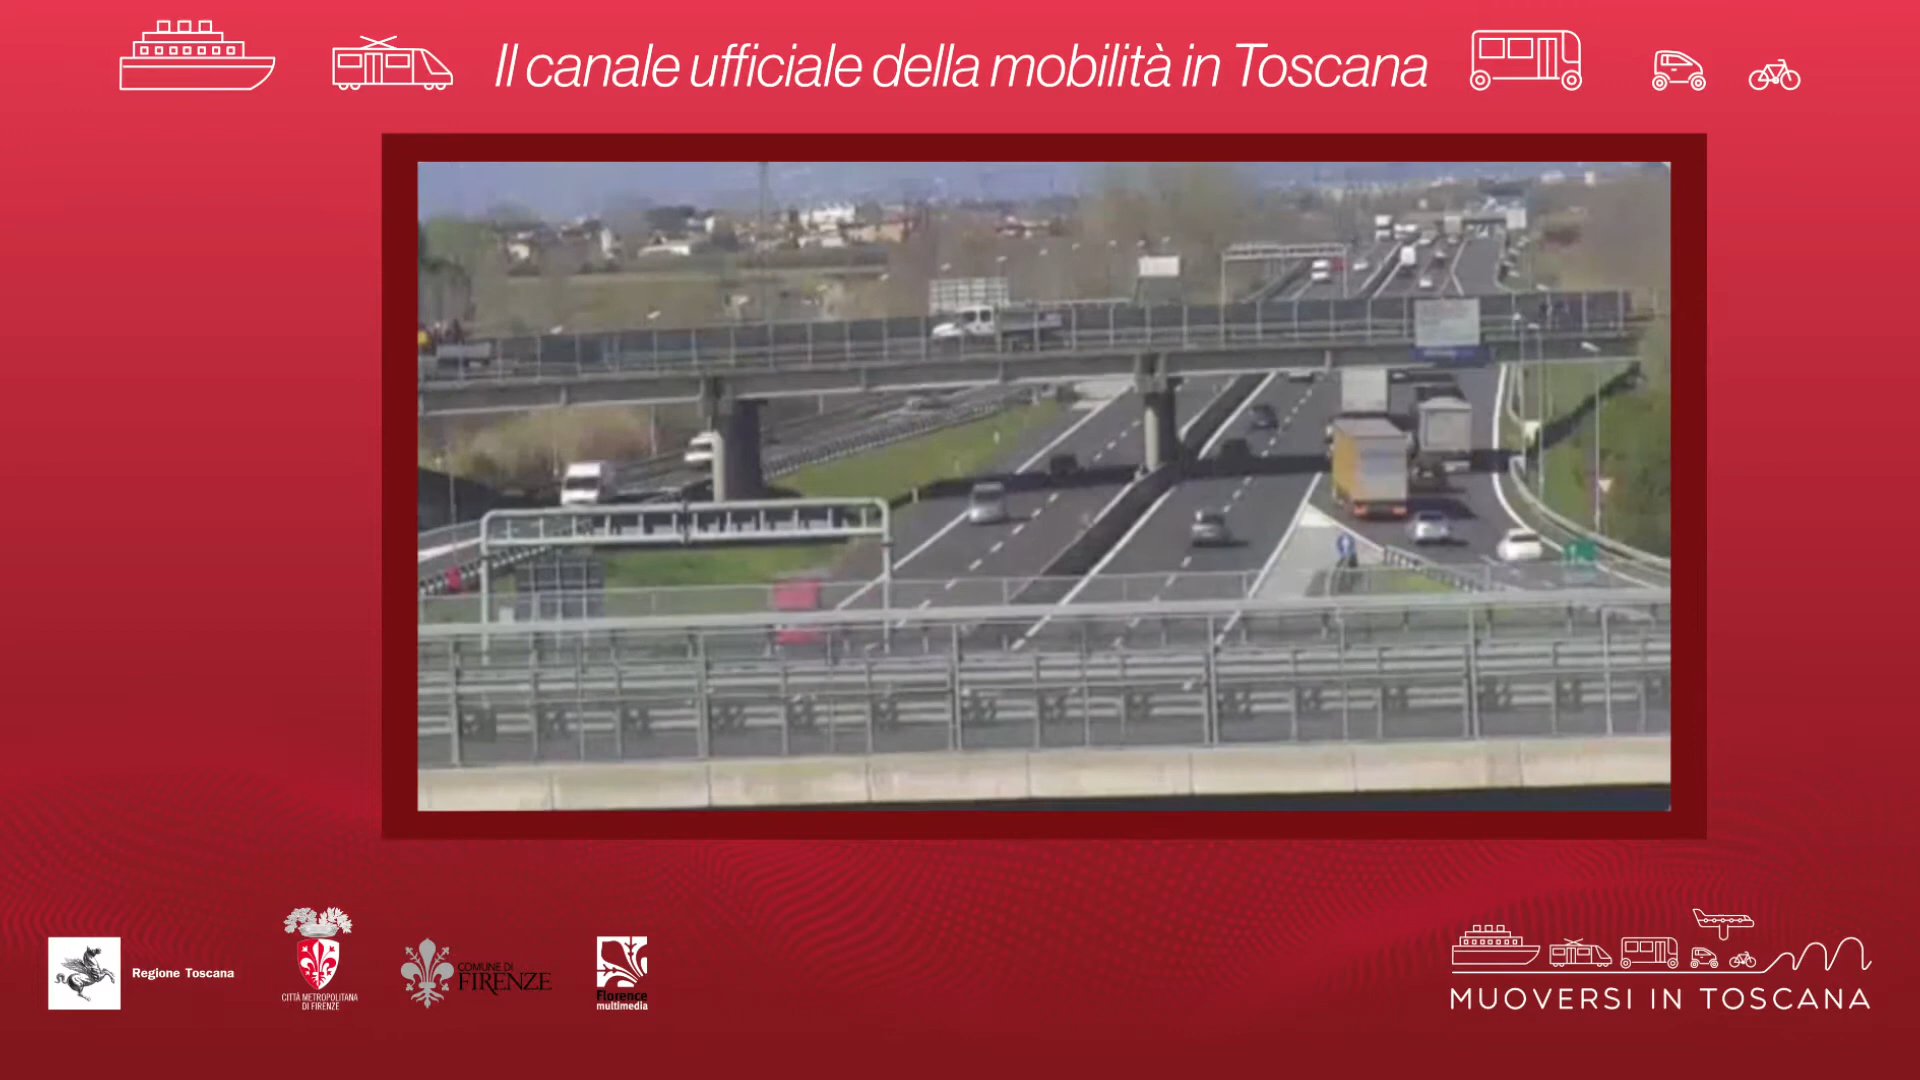 Il canale ufficiale della mobilità in Toscana
Regione Toscana
CITTÀ METROPOLITANA
DI FIRENZE
COMUNE DI
FIRENZE
Florence
multimedia
MUOVERSI IN TOSCANA